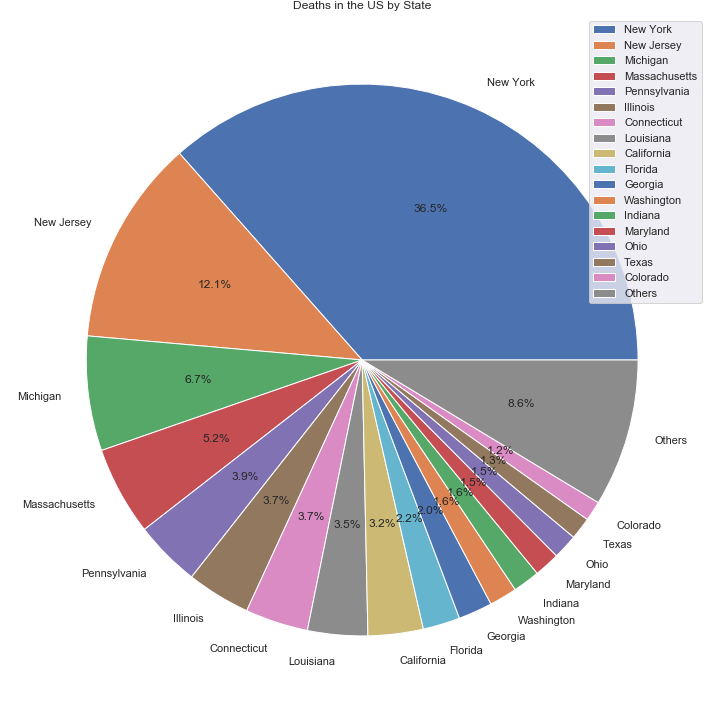 Deaths in the US by State
New York
New Jersey
Michigan
Massachusetts
Pennsylvania
Illinois
Connecticut
Louisiana
California
Florida
Georgia
Washington
Indiana
Maryland
Ohio
Texas
Colorado
Others
New York
36.5%
New Jersey
12.1%
Michigan
6.7%
Massachusetts
5.2%
Pennsylvania
3.9%
Illinois
3.7%
Connecticut
3.7%
Louisiana
3.5%
California
3.2%
Florida
2.2%
Georgia
2.0%
Washington
1.6%
Indiana
1.6%
Maryland
1.5%
Ohio
1.5%
Texas
1.3%
Colorado
1.2%
Others
8.6%